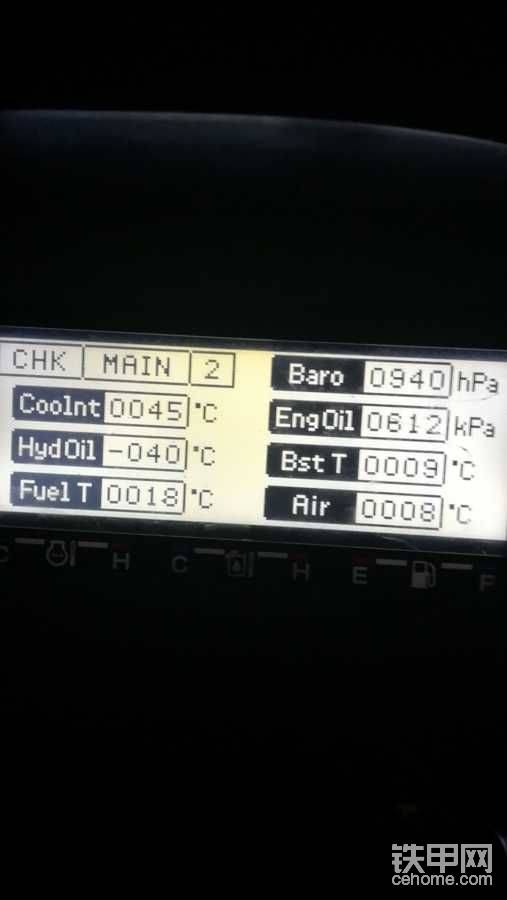 CHK MAIN 2
Coolnt 0045 °C
HydOil -040 °C
Fuel T 0018 °C
Baro 0940 hPa
EngOil 0612 kPa
Bst T 0009 °C
Air 0008 °C
C H C H E F
铁甲网
cehome.com